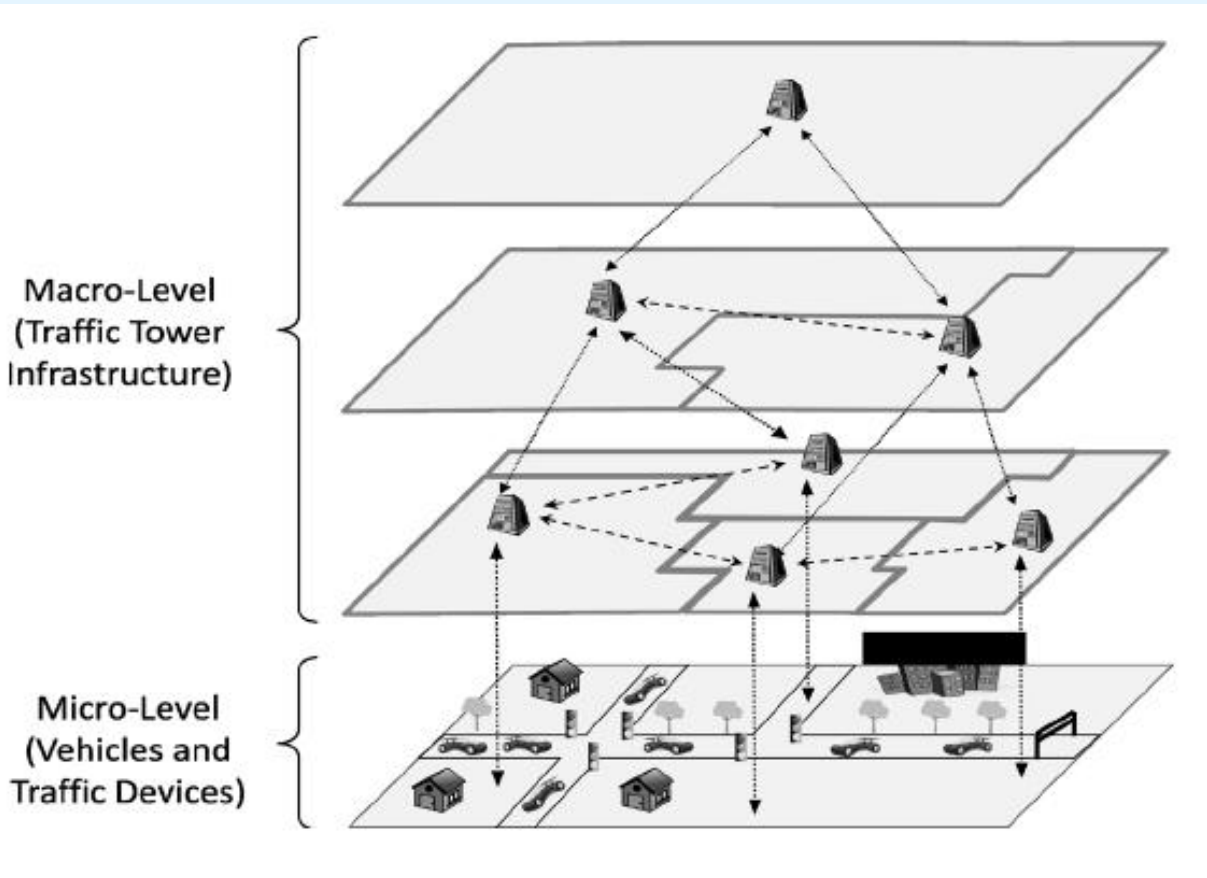 Macro-Level
(Traffic Tower
Infrastructure)
Micro-Level
(Vehicles and
Traffic Devices)